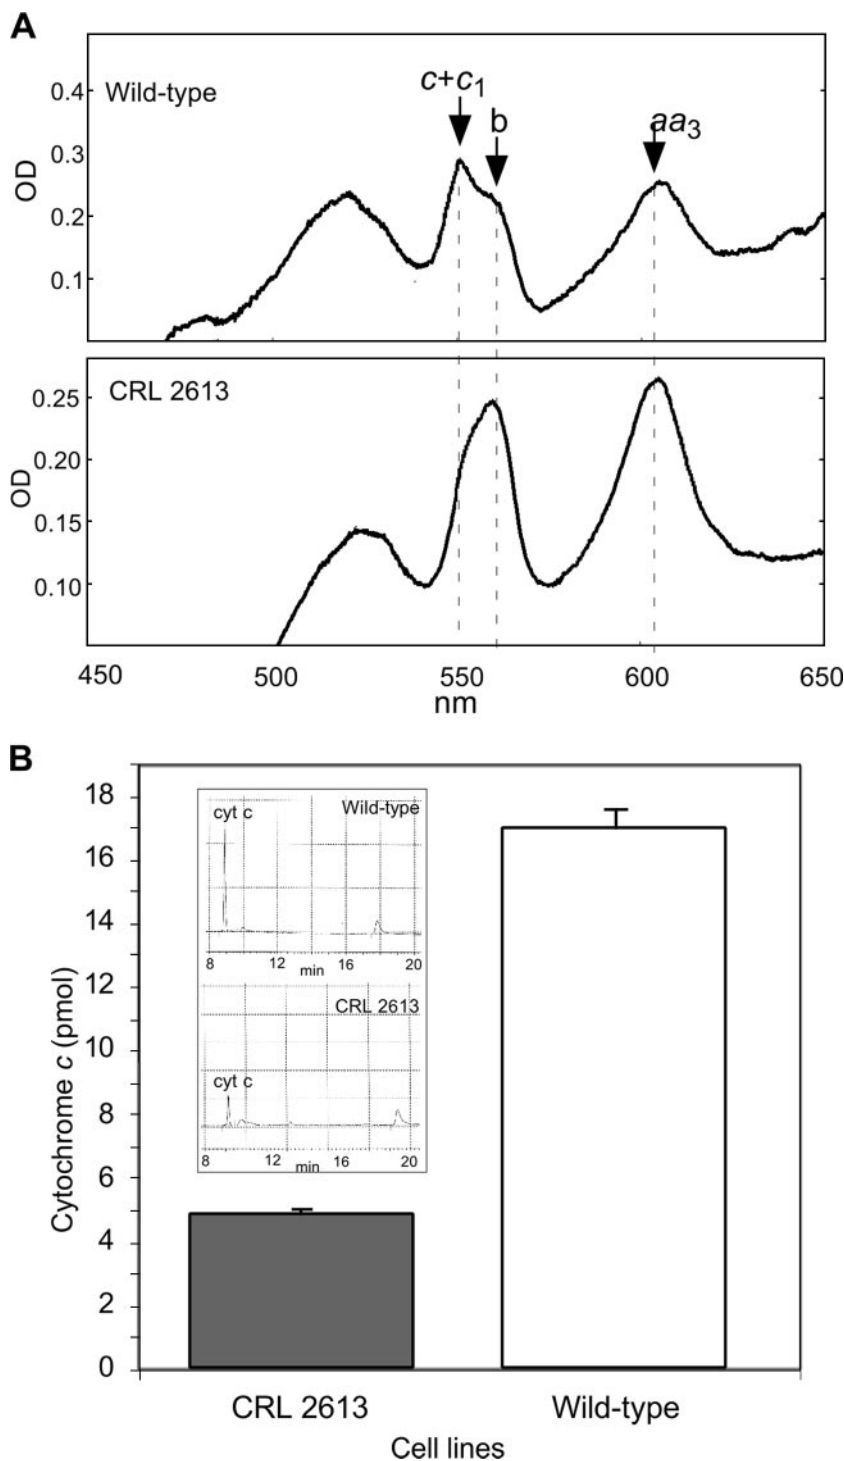 A
Wild-type
c+c1
b
aa3
OD
0.4
0.3
0.2
0.1
CRL 2613
OD
0.25
0.20
0.15
0.10
450 500 550 600 650
nm
B
Cytochrome c (pmol)
18
16
14
12
10
8
6
4
2
0
cyt c Wild-type
8 12 16 20
min
CRL 2613
cyt c
8 12 16 20
min
CRL 2613 Wild-type
Cell lines